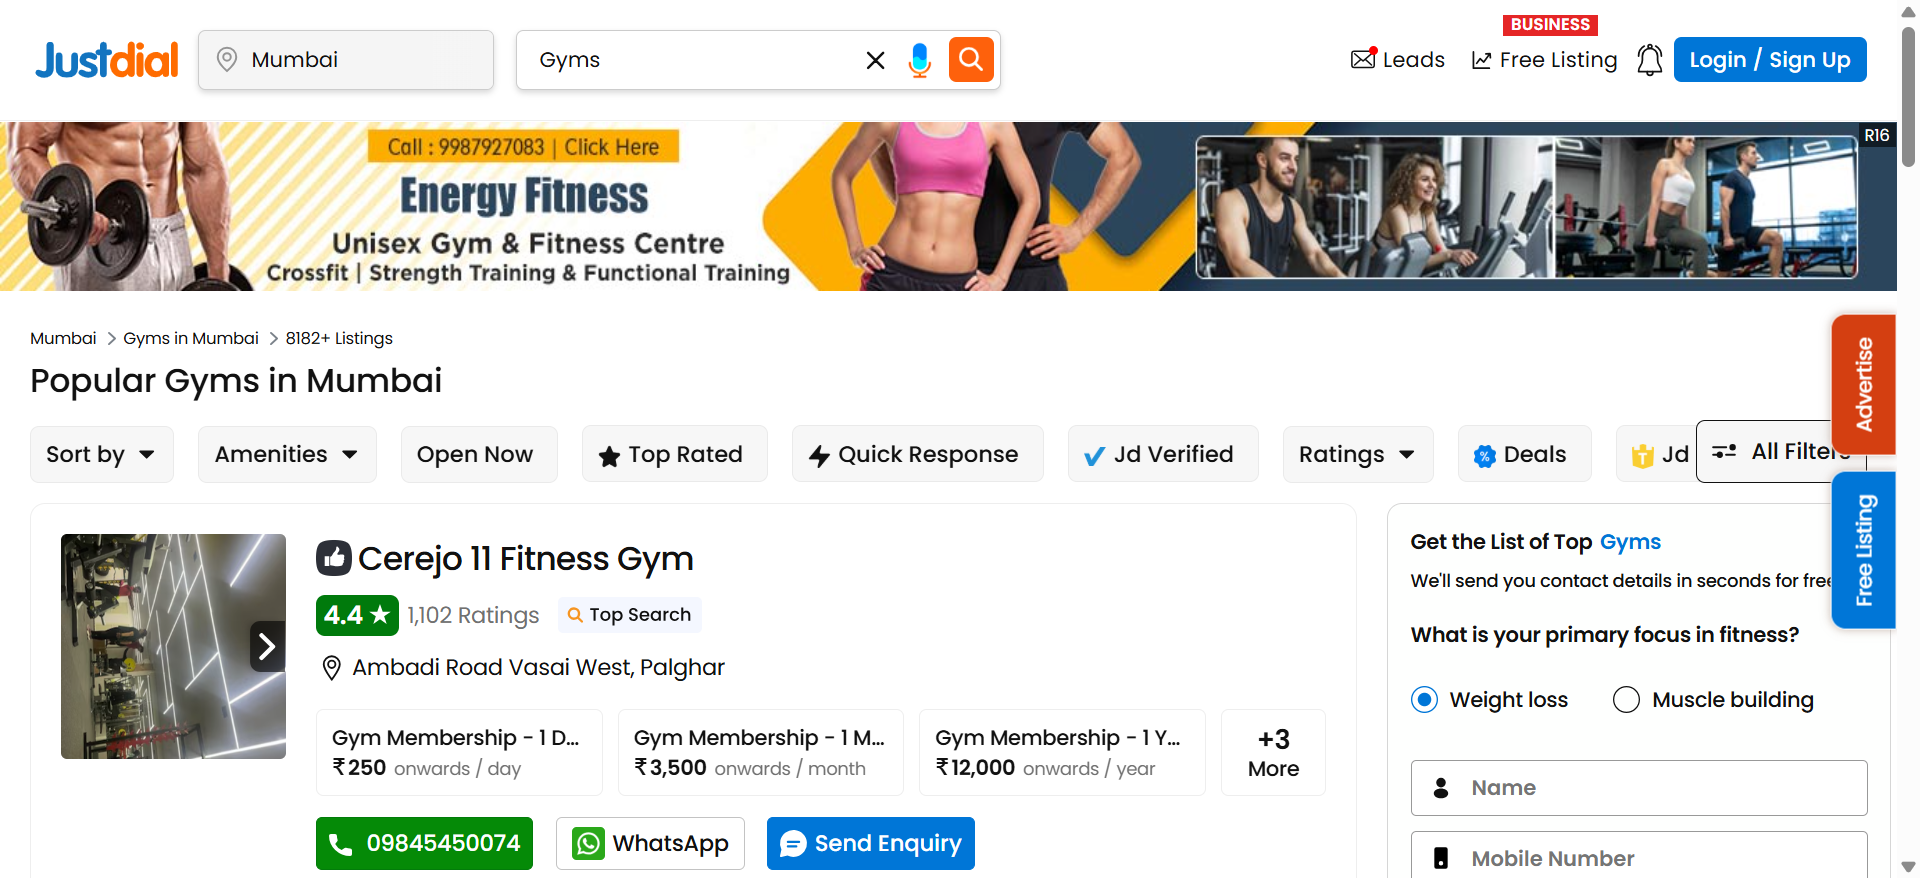 Justdial
Mumbai
Gyms
Leads
BUSINESS
Free Listing
Login / Sign Up
Call : 9987927083 | Click Here
Energy Fitness
Unisex Gym & Fitness Centre
Crossfit | Strength Training & Functional Training
R16
Mumbai > Gyms in Mumbai > 8182+ Listings
Popular Gyms in Mumbai
Sort by
Amenities
Open Now
Top Rated
Quick Response
Jd Verified
Ratings
Deals
Jd
All Filters
Advertise
Free Listing
Cerejo 11 Fitness Gym
4.4 ★ 1,102 Ratings
Top Search
Ambadi Road Vasai West, Palghar
Gym Membership - 1 D...
₹250 onwards / day
Gym Membership - 1 M...
₹3,500 onwards / month
Gym Membership - 1 Y...
₹12,000 onwards / year
+3
More
09845450074
WhatsApp
Send Enquiry
Get the List of Top Gyms
We'll send you contact details in seconds for free
What is your primary focus in fitness?
Weight loss
Muscle building
Name
Mobile Number